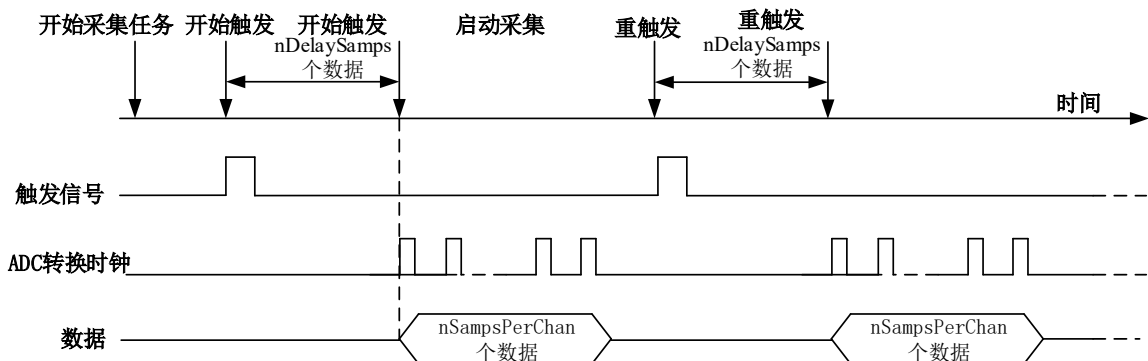 开始采集任务 开始触发 开始触发 启动采集 重触发 重触发
nDelaySamps nDelaySamps
个数据 个数据
时间
触发信号
ADC转换时钟
数据 nSampsPerChan nSampsPerChan
个数据 个数据